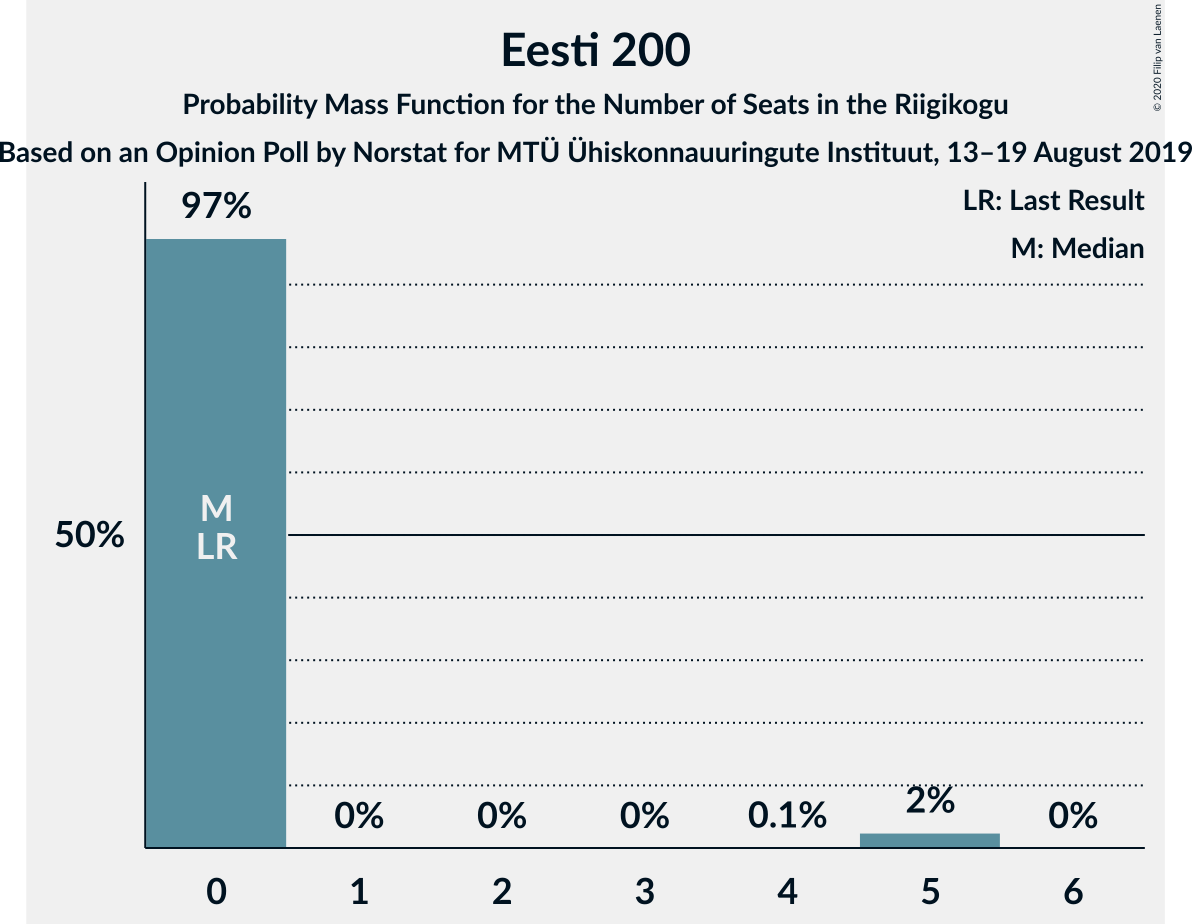 Eesti 200
Probability Mass Function for the Number of Seats in the Riigikogu
Based on an Opinion Poll by Norstat for MTÜ Ühiskonnauuringute Instituut, 13–19 August 2019
© 2020 Filip van Laenen
LR: Last Result
M: Median
97%
M
LR
50%
0% 0% 0% 0.1% 2% 0%
0 1 2 3 4 5 6